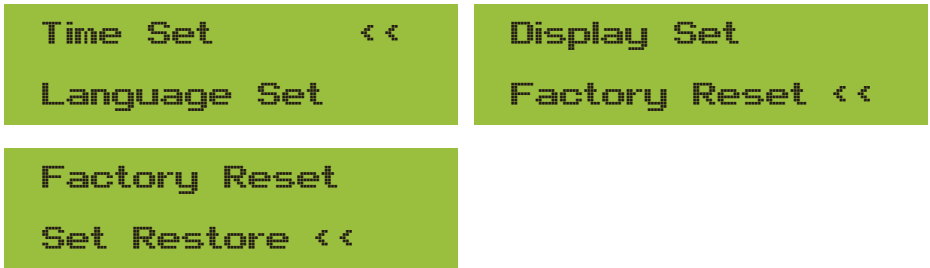 Time Set <<
Language Set
Display Set
Factory Reset <<
Factory Reset
Set Restore <<